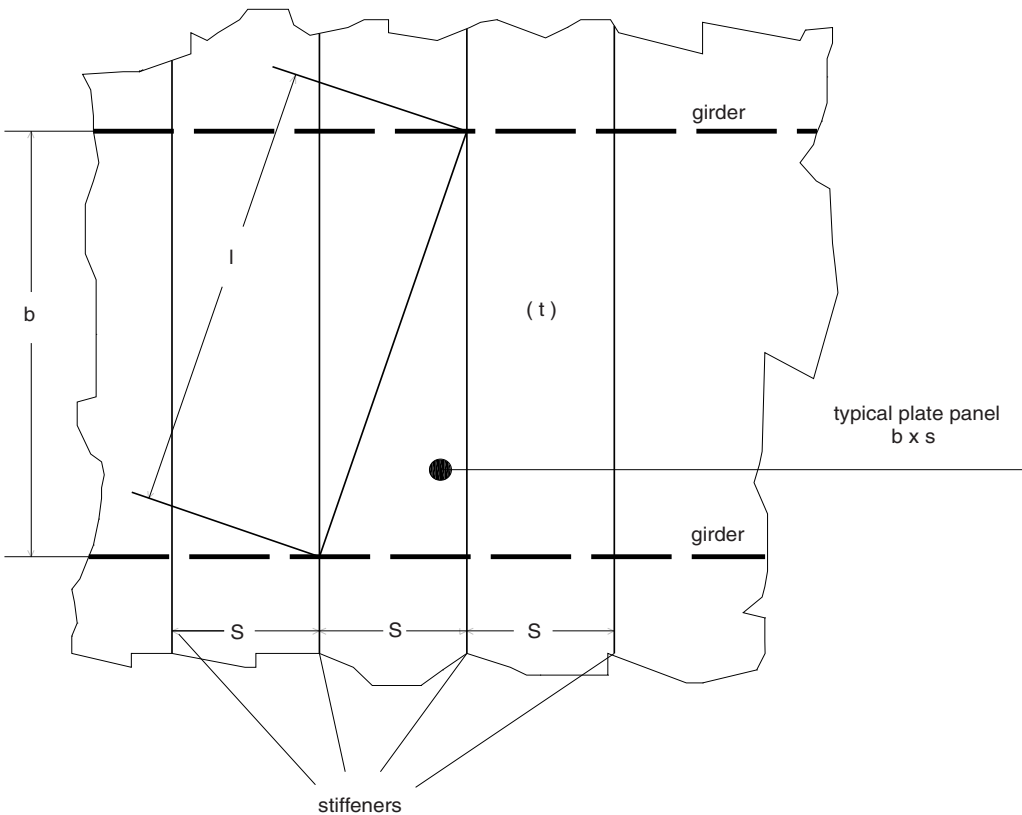 girder
l
b
( t )
typical plate panel
b x s
girder
S
S
S
stiffeners